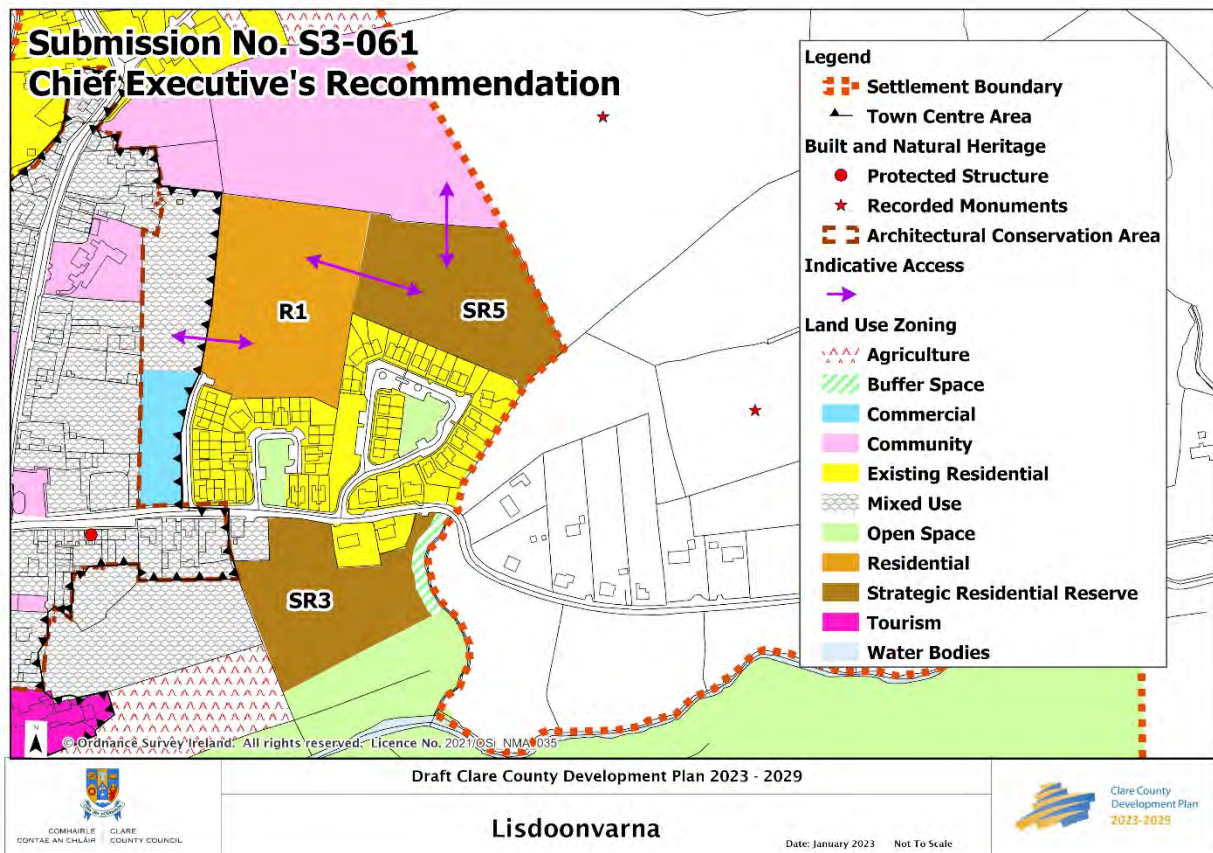 Submission No. S3-061
Chief Executive's Recommendation
Legend
Settlement Boundary
Town Centre Area
Built and Natural Heritage
Protected Structure
Recorded Monuments
Architectural Conservation Area
Indicative Access
Land Use Zoning
Agriculture
Buffer Space
Commercial
Community
Existing Residential
Mixed Use
Open Space
Residential
Strategic Residential Reserve
Tourism
Water Bodies
R1
SR5
SR3
N
© Ordnance Survey Ireland. All rights reserved. Licence No. 2021/OSi_NMA_035
COMHAIRLE CONTAE AN CHLÁIR
CLARE COUNTY COUNCIL
Draft Clare County Development Plan 2023 - 2029
Lisdoonvarna
Date: January 2023 Not To Scale
Clare County
Development Plan
2023-2029